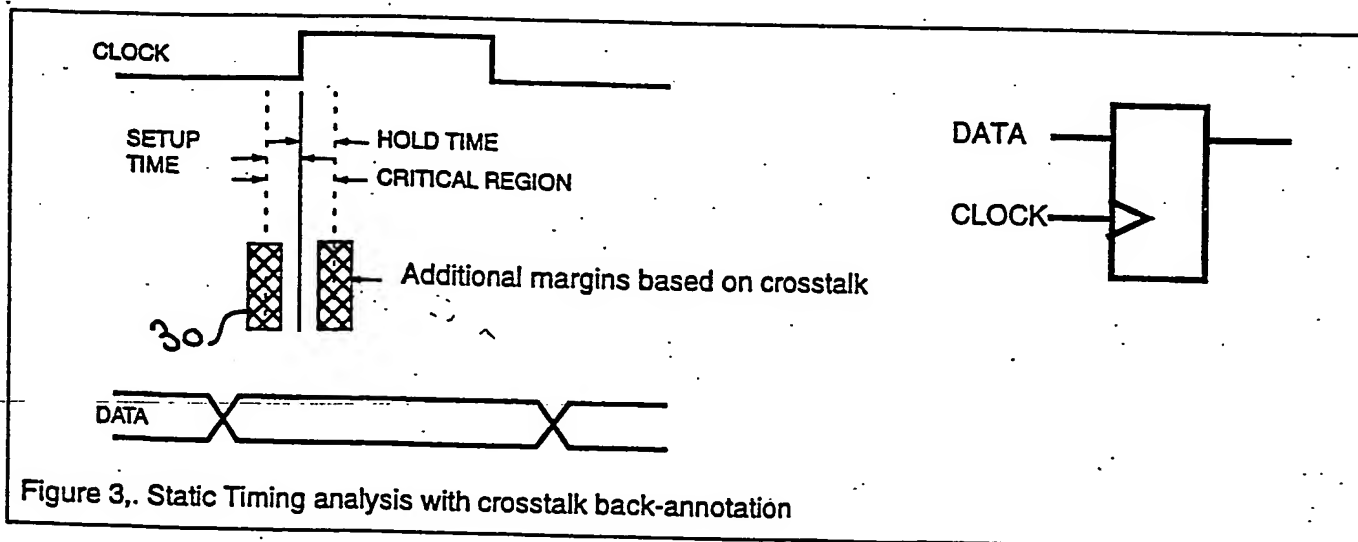 CLOCK
SETUP
TIME
HOLD TIME
CRITICAL REGION
Additional margins based on crosstalk
30
DATA
DATA
CLOCK
Figure 3,. Static Timing analysis with crosstalk back-annotation